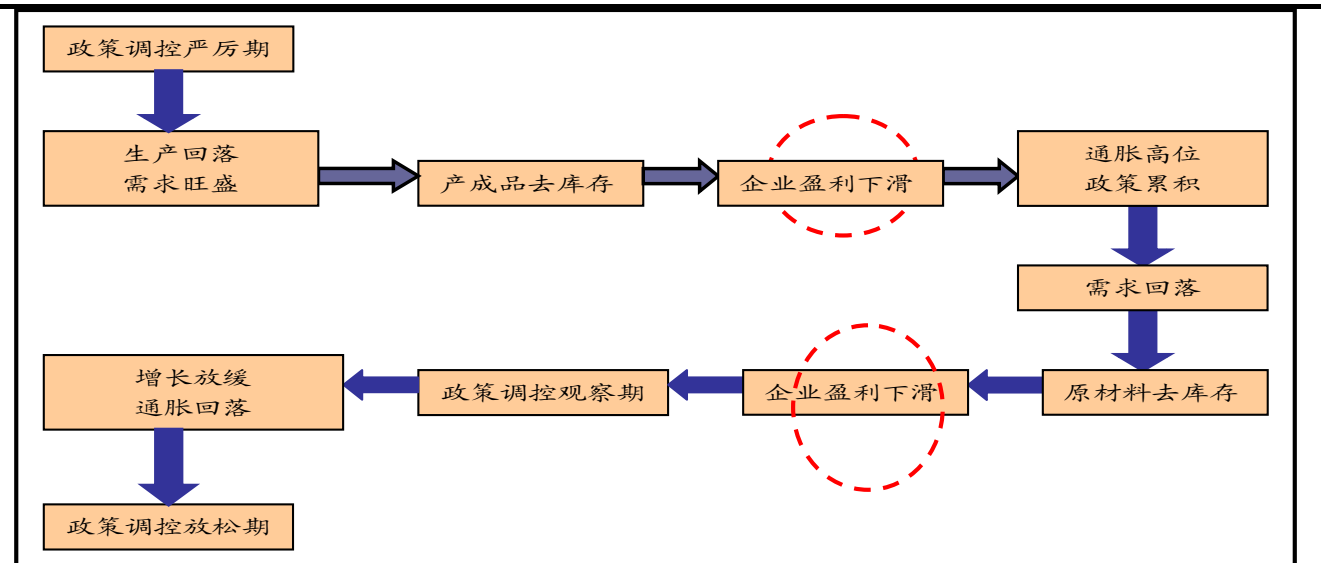 政策调控严厉期
生产回落
需求旺盛
产成品去库存
企业盈利下滑
通胀高位
政策累积
需求回落
原材料去库存
企业盈利下滑
政策调控观察期
增长放缓
通胀回落
政策调控放松期